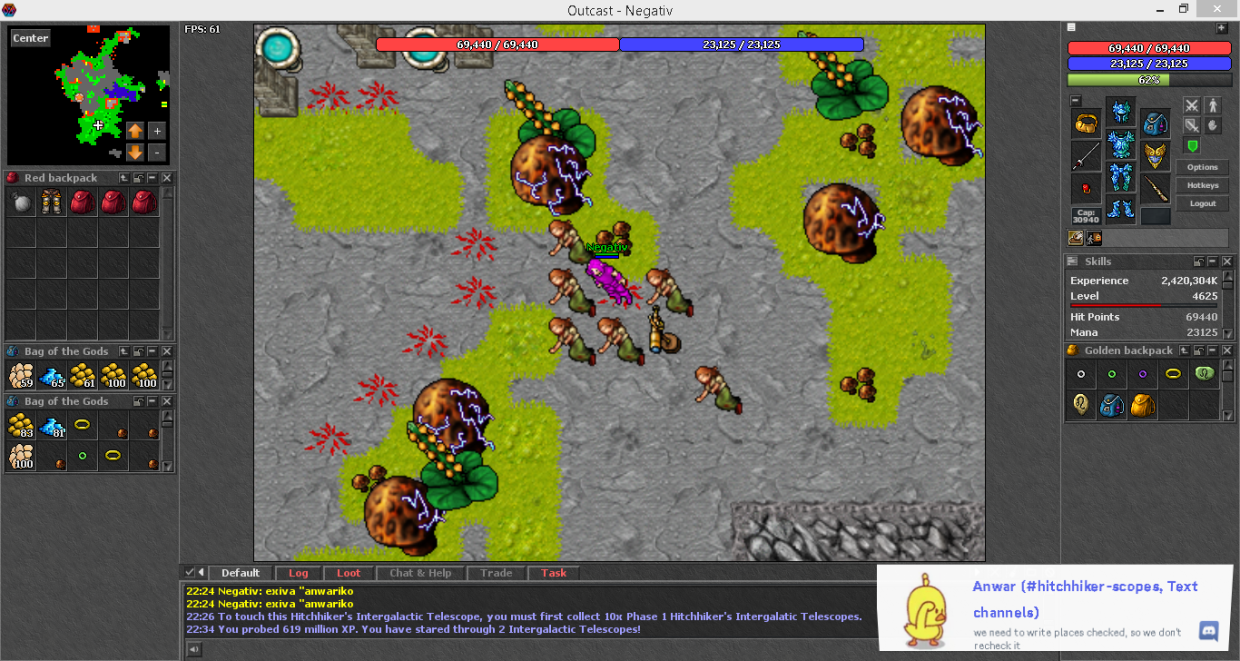 Outcast - Negativ
Center
FPS: 61
69,440 / 69,440
23,125 / 23,125
69,440 / 69,440
23,125 / 23,125
62%
Red backpack
Cap:
30940
Options
Hotkeys
Logout
Negativ
Skills
Experience 2,420,304K
Level 4625
Hit Points 69440
Mana 23125
Bag of the Gods
59 65 61 100 100
Golden backpack
Bag of the Gods
83 81
100
Default Log Loot Chat & Help Trade Task
22:24 Negativ: exiva "anwariko
22:24 Negativ: exiva "anwariko
22:26 To touch this Hitchhiker's Intergalactic Telescope, you must first collect 10x Phase 1 Hitchhiker's Intergalatic Telescopes.
22:34 You probed 619 million XP. You have stared through 2 Intergalactic Telescopes!
Anwar (#hitchhiker-scopes, Text
channels)
we need to write places checked, so we don't
recheck it